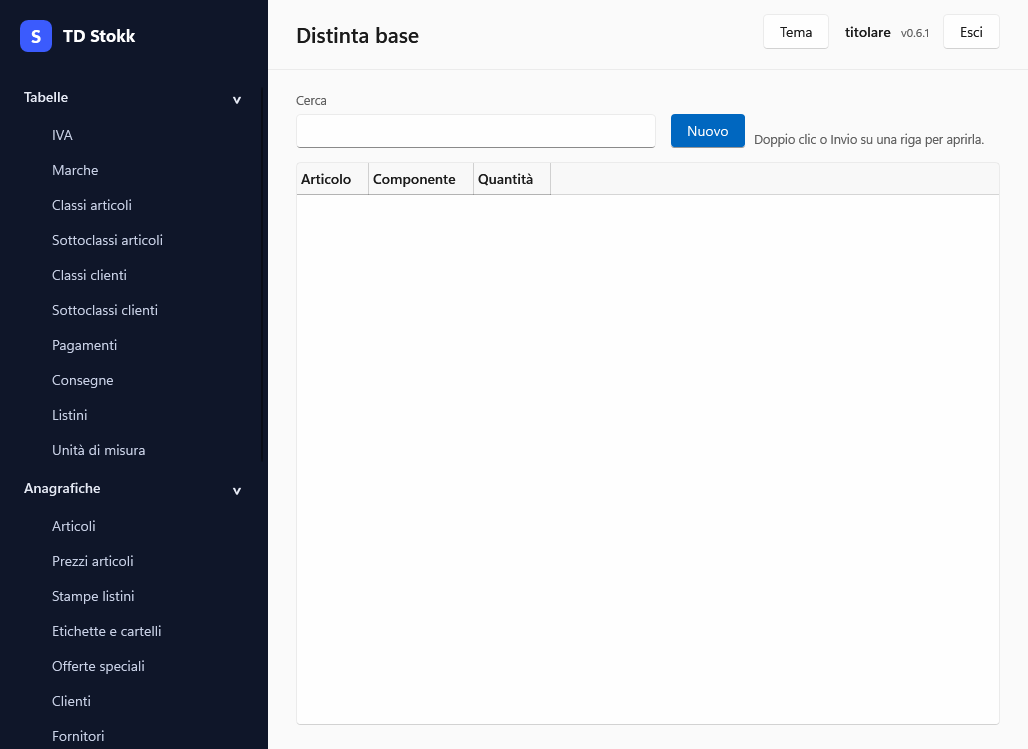 S TD Stokk
Tabelle
IVA
Marche
Classi articoli
Sottoclassi articoli
Classi clienti
Sottoclassi clienti
Pagamenti
Consegne
Listini
Unità di misura
Anagrafiche
Articoli
Prezzi articoli
Stampe listini
Etichette e cartelli
Offerte speciali
Clienti
Fornitori
Distinta base
Tema titolare v0.6.1 Esci
Cerca
Nuovo Doppio clic o Invio su una riga per aprirla.
Articolo Componente Quantità